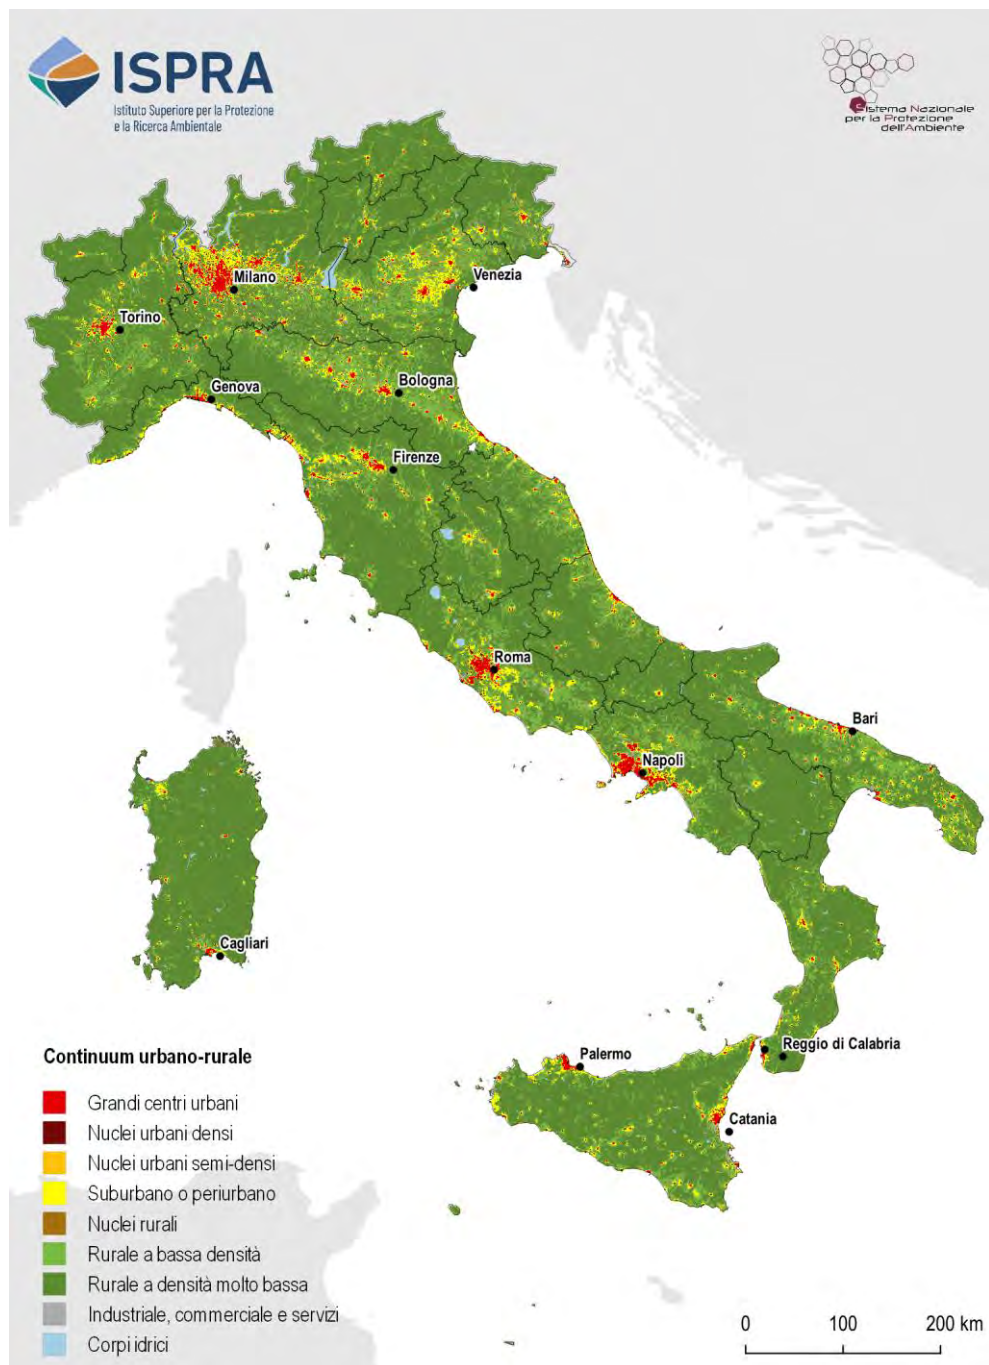 ISPRA
Istituto Superiore per la Protezione
e la Ricerca Ambientale
Sistema Nazionale
per la Protezione
dell'Ambiente
Milano
Venezia
Torino
Genova
Bologna
Firenze
Roma
Bari
Napoli
Cagliari
Reggio di Calabria
Palermo
Catania
Continuum urbano-rurale
Grandi centri urbani
Nuclei urbani densi
Nuclei urbani semi-densi
Suburbano o periurbano
Nuclei rurali
Rurale a bassa densità
Rurale a densità molto bassa
Industriale, commerciale e servizi
Corpi idrici
0 100 200 km